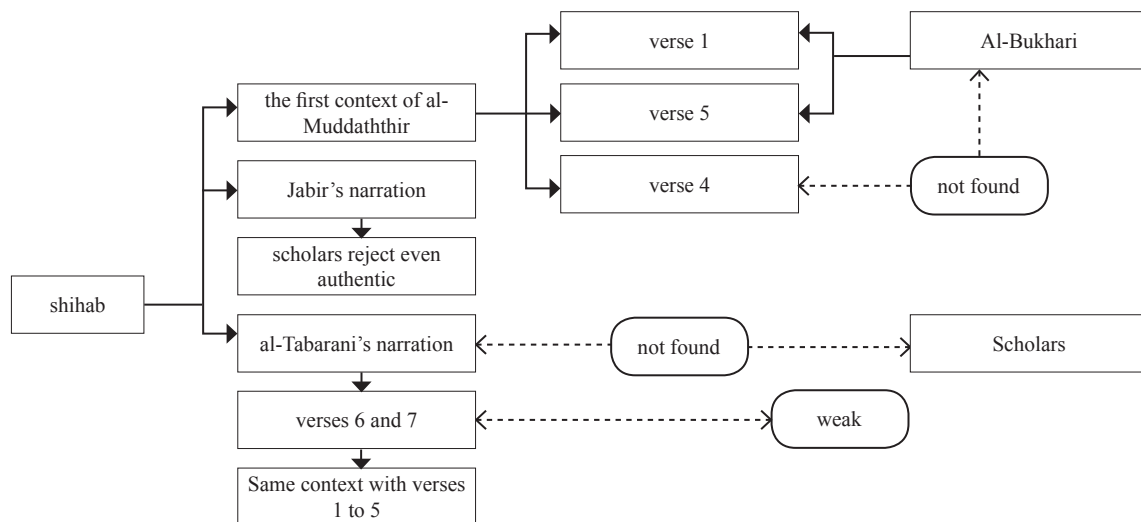 verse 1
Al-Bukhari
the first context of al-
Muddaththir
verse 5
verse 4
not found
Jabir’s narration
scholars reject even
authentic
shihab
al-Tabarani’s narration
not found
Scholars
verses 6 and 7
weak
Same context with verses
1 to 5